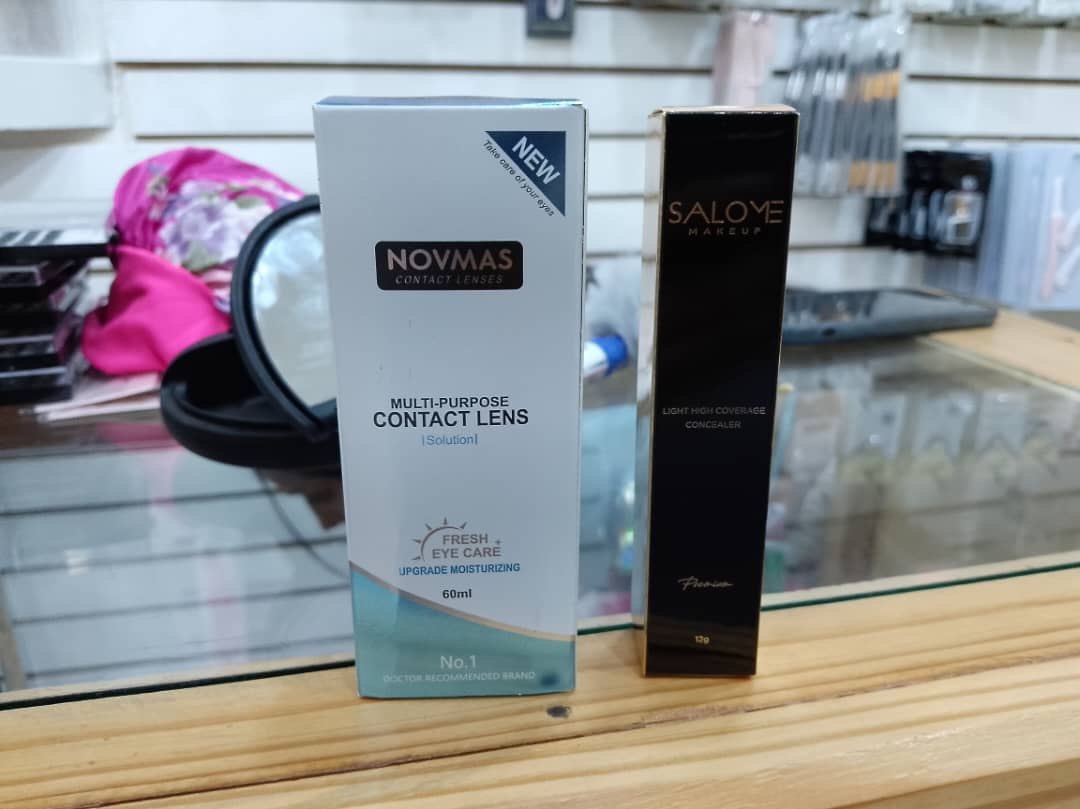 NEW
Take care of your eyes
NOVMAS
CONTACT LENSES
MULTI-PURPOSE
CONTACT LENS
|Solution|
FRESH
EYE CARE
UPGRADE MOISTURIZING
60ml
No.1
DOCTOR RECOMMENDED BRAND
SALOME
MAKEUP
LIGHT HIGH COVERAGE
CONCEALER
Premium
12g